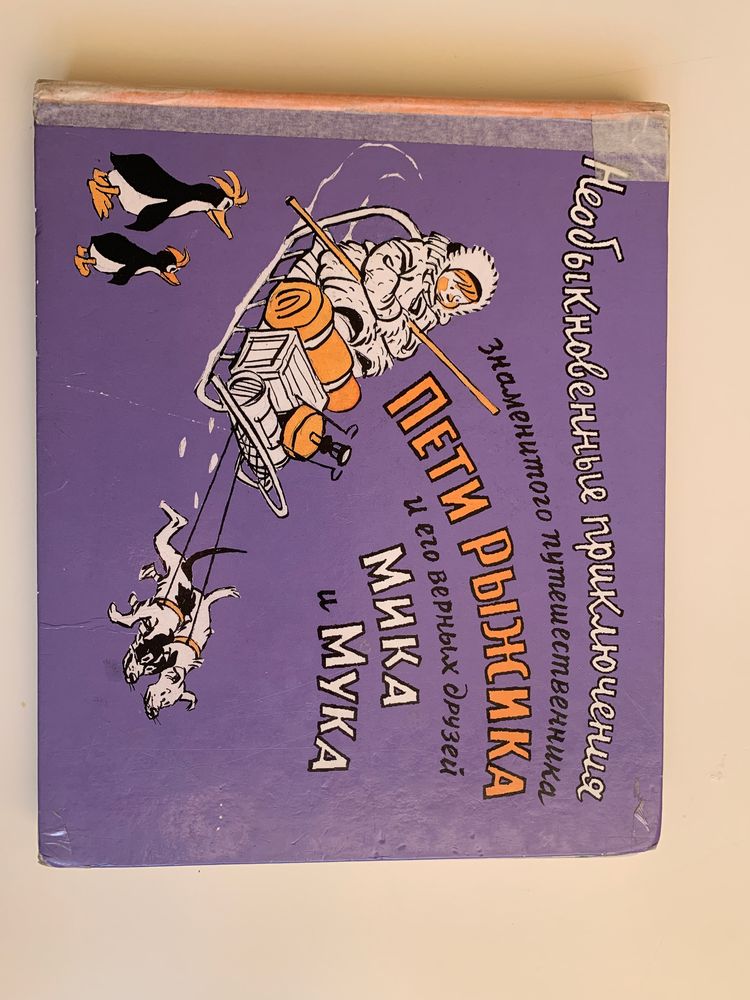 Необыкновенные приключения
знаменитого путешественника
ПЕТИ РЫЖИКА
и его верных друзей
МИКА
и МУКА